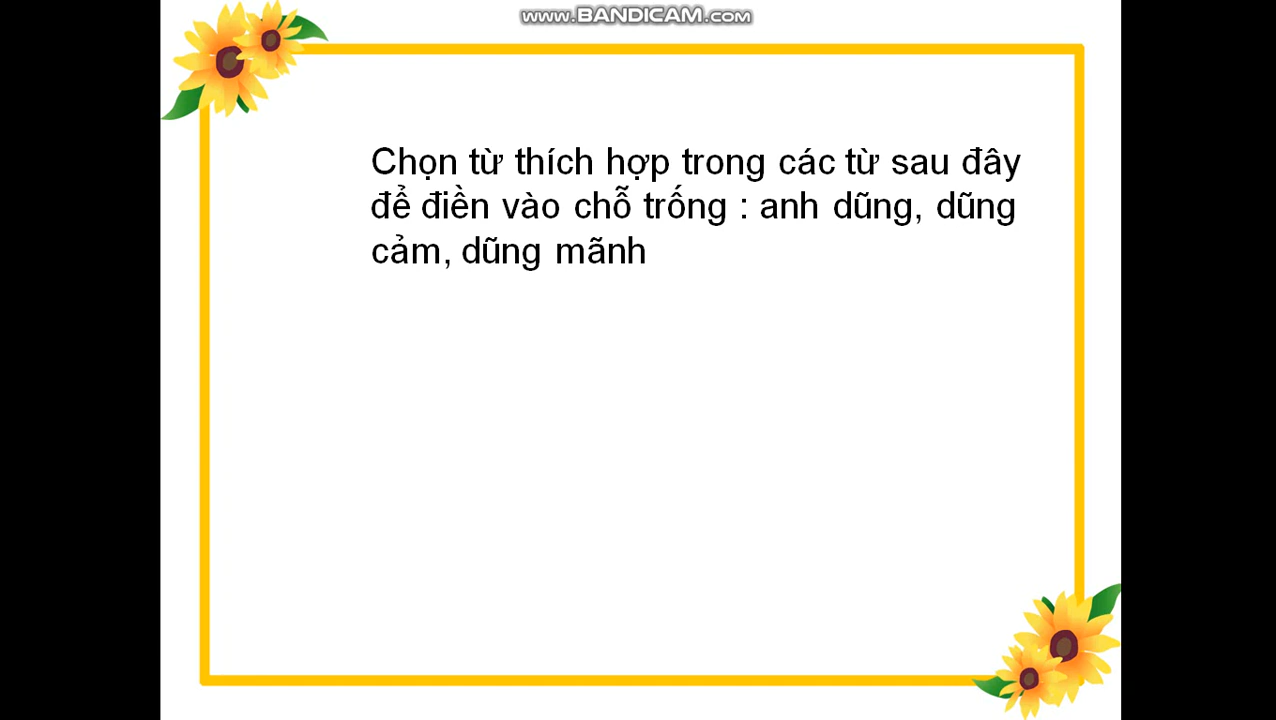 www.BANDICAM.com
Chọn từ thích hợp trong các từ sau đây
để điền vào chỗ trống : anh dũng, dũng
cảm, dũng mãnh